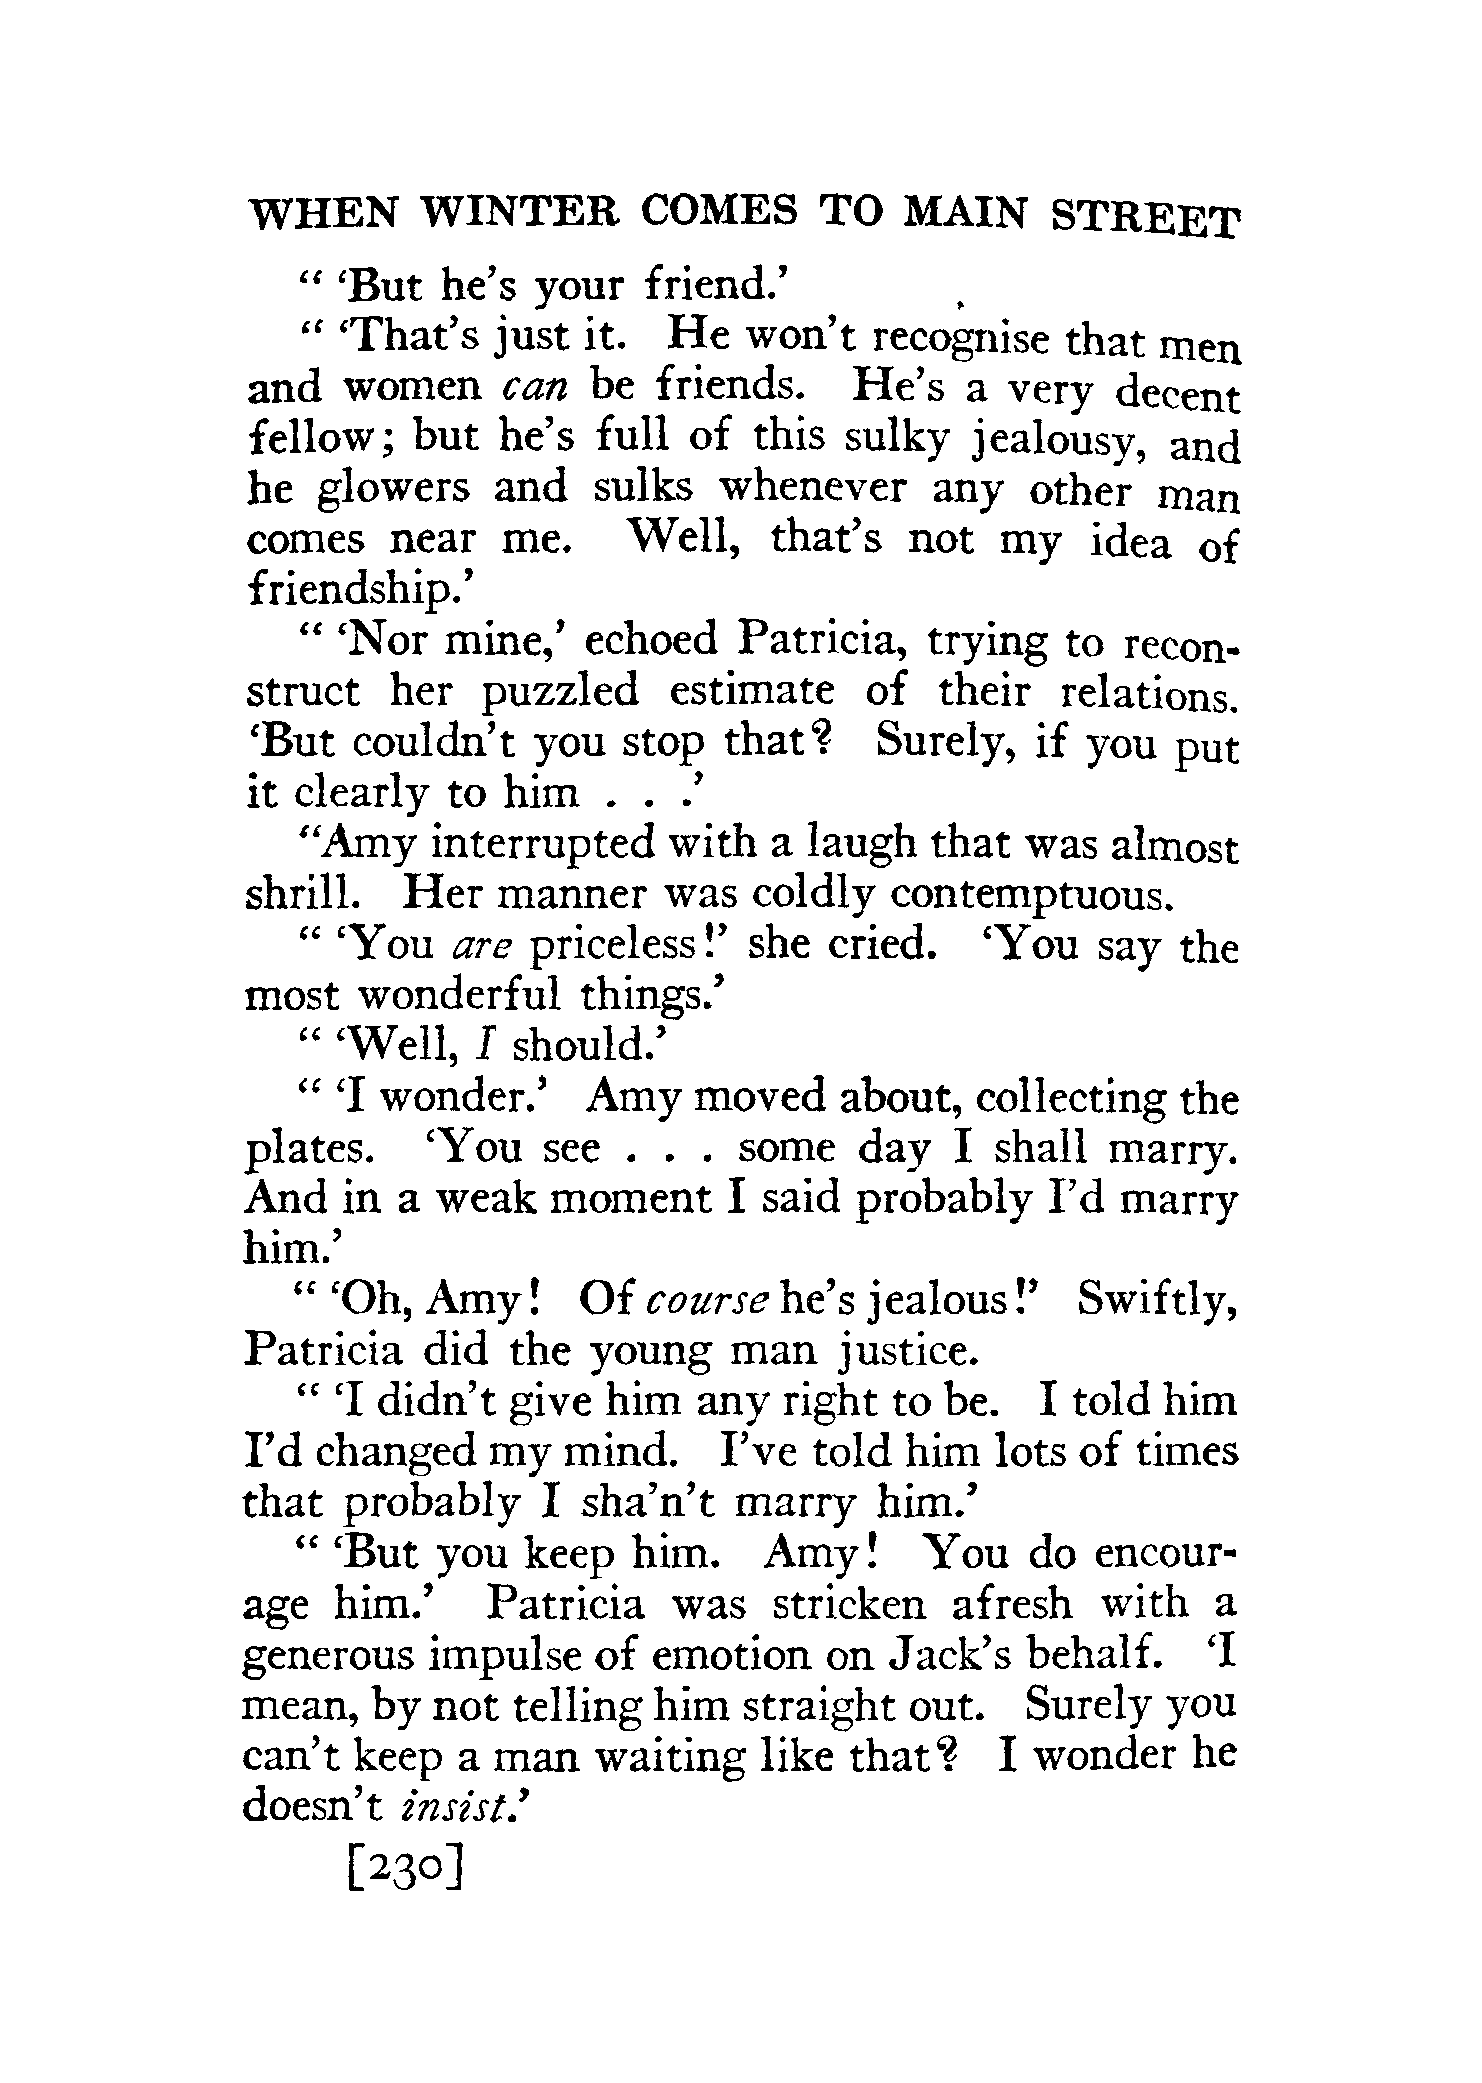 WHEN WINTER COMES TO MAIN STREET
“ ‘But he’s your friend.’
“ ‘That’s just it. He won’t recognise that men
and women can be friends. He’s a very decent
fellow; but he’s full of this sulky jealousy, and
he glowers and sulks whenever any other man
comes near me. Well, that’s not my idea of
friendship.’
“ ‘Nor mine,’ echoed Patricia, trying to recon-
struct her puzzled estimate of their relations.
‘But couldn’t you stop that? Surely, if you put
it clearly to him . . .’
“Amy interrupted with a laugh that was almost
shrill. Her manner was coldly contemptuous.
“ ‘You are priceless!’ she cried. ‘You say the
most wonderful things.’
“ ‘Well, I should.’
“ ‘I wonder.’ Amy moved about, collecting the
plates. ‘You see . . . some day I shall marry.
And in a weak moment I said probably I’d marry
him.’
“ ‘Oh, Amy! Of course he’s jealous!’ Swiftly,
Patricia did the young man justice.
“ ‘I didn’t give him any right to be. I told him
I’d changed my mind. I’ve told him lots of times
that probably I sha’n’t marry him.’
“ ‘But you keep him. Amy! You do encour-
age him.’ Patricia was stricken afresh with a
generous impulse of emotion on Jack’s behalf. ‘I
mean, by not telling him straight out. Surely you
can’t keep a man waiting like that? I wonder he
doesn’t insist.’
[230]